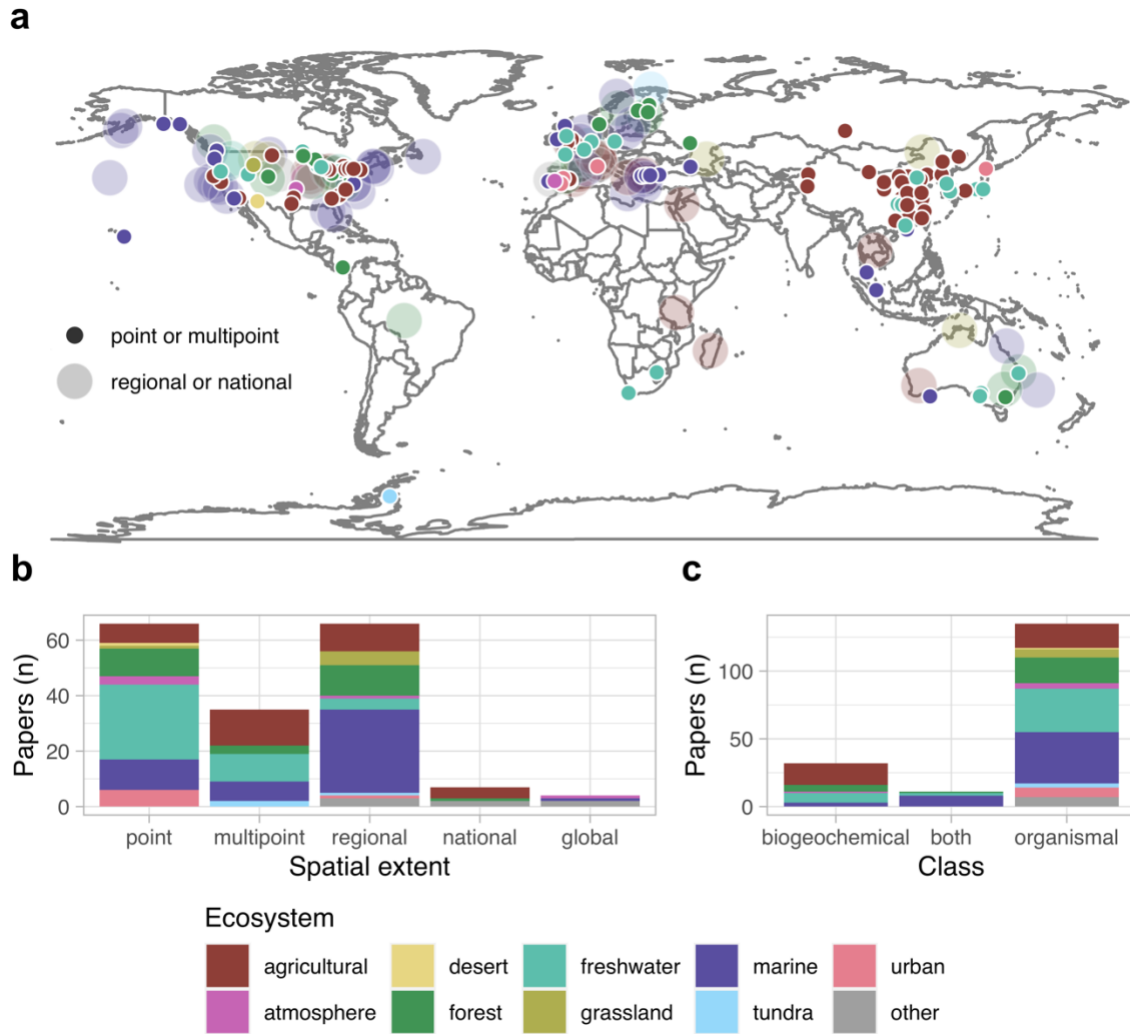 a
point or multipoint
regional or national
b
c
60
40
20
0
Papers (n)
point multipoint regional national global
Spatial extent
100
50
0
Papers (n)
biogeochemical both organismal
Class
Ecosystem
agricultural desert freshwater marine urban
atmosphere forest grassland tundra other